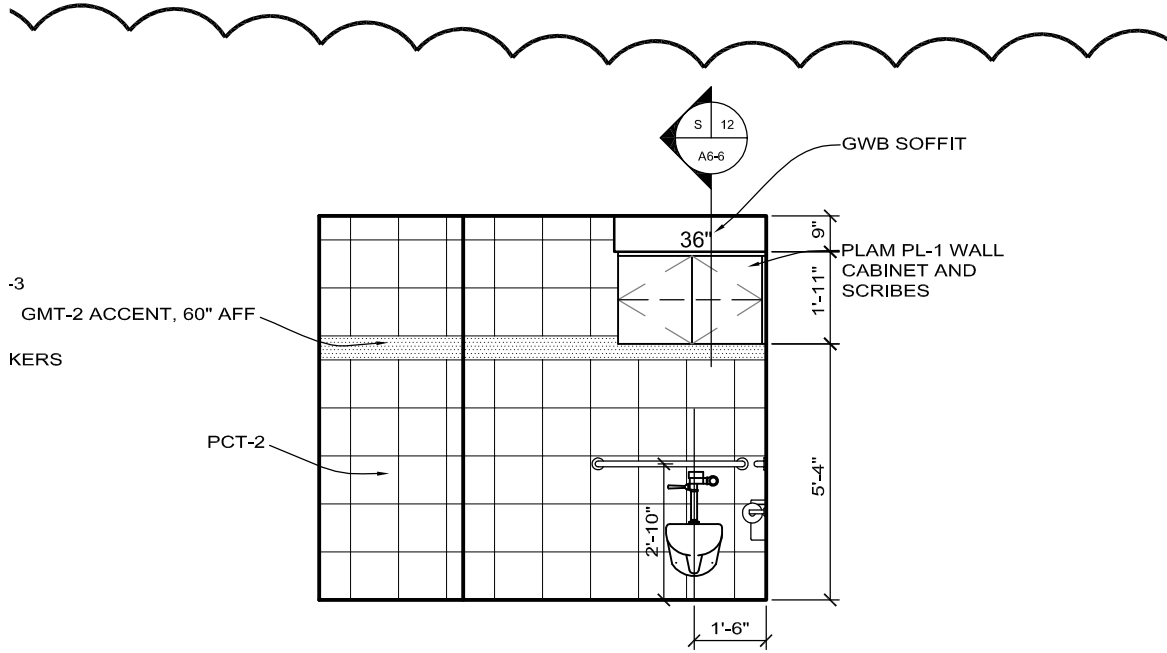 S 12
A6-6
GWB SOFFIT
36"
9"
PLAM PL-1 WALL
CABINET AND
SCRIBES
1'-11"
-3
GMT-2 ACCENT, 60" AFF
KERS
PCT-2
5'-4"
2'-10"
1'-6"